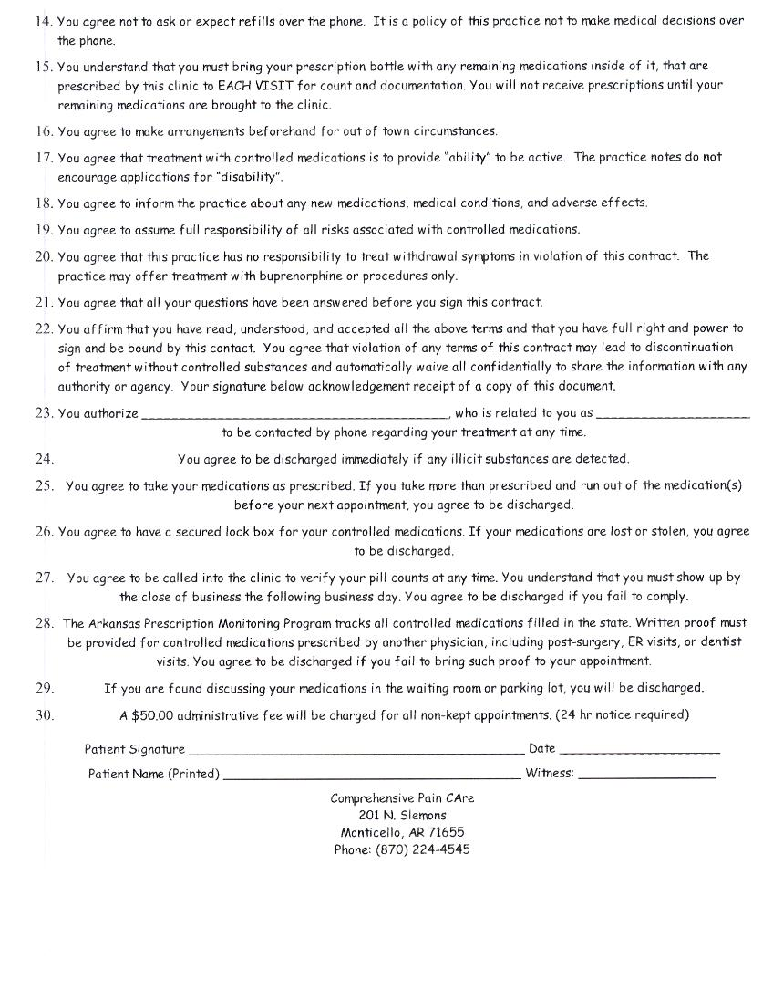 14. You agree not to ask or expect refills over the phone.  It is a policy of this practice not to make medical decisions over
the phone.
15. You understand that you must bring your prescription bottle with any remaining medications inside of it, that are
prescribed by this clinic to EACH VISIT for count and documentation. You will not receive prescriptions until your
remaining medications are brought to the clinic.
16. You agree to make arrangements beforehand for out of town circumstances.
17. You agree that treatment with controlled medications is to provide “ability” to be active.  The practice notes do not
encourage applications for “disability”.
18. You agree to inform the practice about any new medications, medical conditions, and adverse effects.
19. You agree to assume full responsibility of all risks associated with controlled medications.
20. You agree that this practice has no responsibility to treat withdrawal symptoms in violation of this contract.  The
practice may offer treatment with buprenorphine or procedures only.
21. You agree that all your questions have been answered before you sign this contract.
22. You affirm that you have read, understood, and accepted all the above terms and that you have full right and power to
sign and be bound by this contact.  You agree that violation of any terms of this contract may lead to discontinuation
of treatment without controlled substances and automatically waive all confidentially to share the information with any
authority or agency.  Your signature below acknowledgement receipt of a copy of this document.
23. You authorize ____________________, who is related to you as ____________________
to be contacted by phone regarding your treatment at any time.
24. You agree to be discharged immediately if any illicit substances are detected.
25. You agree to take your medications as prescribed. If you take more than prescribed and run out of the medication(s)
before your next appointment, you agree to be discharged.
26. You agree to have a secured lock box for your controlled medications. If your medications are lost or stolen, you agree
to be discharged.
27. You agree to be called into the clinic to verify your pill counts at any time. You understand that you must show up by
the close of business the following business day. You agree to be discharged if you fail to comply.
28. The Arkansas Prescription Monitoring Program tracks all controlled medications filled in the state. Written proof must
be provided for controlled medications prescribed by another physician, including post-surgery, ER visits, or dentist
visits. You agree to be discharged if you fail to bring such proof to your appointment.
29. If you are found discussing your medications in the waiting room or parking lot, you will be discharged.
30. A $50.00 administrative fee will be charged for all non-kept appointments. (24 hr notice required)
Patient Signature ____________________ Date ____________________
Patient Name (Printed) ____________________ Witness: ____________________
Comprehensive Pain CAre
201 N. Slemons
Monticello, AR 71655
Phone: (870) 224-4545